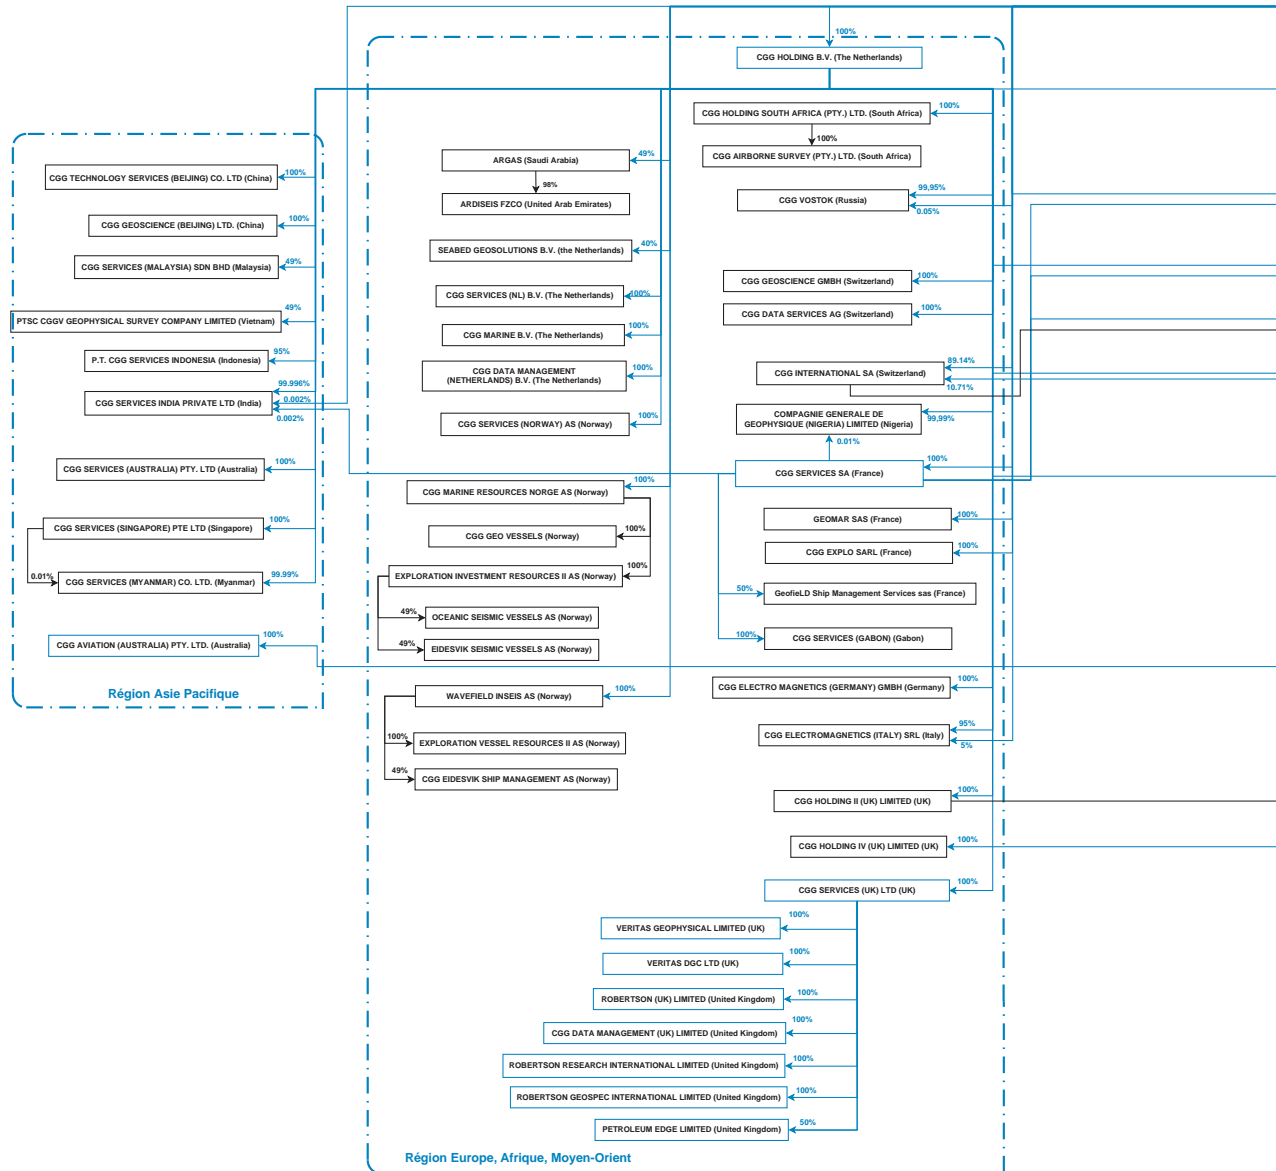 100%
CGG HOLDING B.V. (The Netherlands)
CGG HOLDING SOUTH AFRICA (PTY.) LTD. (South Africa)
100%
100%
CGG AIRBORNE SURVEY (PTY.) LTD. (South Africa)
ARGAS (Saudi Arabia)
49%
98%
ARDISEIS FZCO (United Arab Emirates)
CGG TECHNOLOGY SERVICES (BEIJING) CO. LTD (China)
100%
CGG VOSTOK (Russia)
99,95%
0.05%
CGG GEOSCIENCE (BEIJING) LTD. (China)
100%
SEABED GEOSOLUTIONS B.V. (the Netherlands)
40%
CGG SERVICES (MALAYSIA) SDN BHD (Malaysia)
49%
CGG GEOSCIENCE GMBH (Switzerland)
100%
CGG SERVICES (NL) B.V. (The Netherlands)
100%
PTSC CGGV GEOPHYSICAL SURVEY COMPANY LIMITED (Vietnam)
49%
CGG DATA SERVICES AG (Switzerland)
100%
CGG MARINE B.V. (The Netherlands)
100%
P.T. CGG SERVICES INDONESIA (Indonesia)
95%
CGG DATA MANAGEMENT
(NETHERLANDS) B.V. (The Netherlands)
100%
CGG INTERNATIONAL SA (Switzerland)
89.14%
10.71%
CGG SERVICES INDIA PRIVATE LTD (India)
99.996%
0.002%
0.002%
CGG SERVICES (NORWAY) AS (Norway)
100%
COMPAGNIE GENERALE DE
GEOPHYSIQUE (NIGERIA) LIMITED (Nigeria)
99,99%
0.01%
CGG SERVICES (AUSTRALIA) PTY. LTD (Australia)
100%
CGG SERVICES SA (France)
100%
CGG MARINE RESOURCES NORGE AS (Norway)
100%
CGG SERVICES (SINGAPORE) PTE LTD (Singapore)
100%
GEOMAR SAS (France)
100%
CGG GEO VESSELS (Norway)
100%
CGG EXPLO SARL (France)
100%
0.01%
CGG SERVICES (MYANMAR) CO. LTD. (Myanmar)
99.99%
EXPLORATION INVESTMENT RESOURCES II AS (Norway)
100%
50%
GeofieLD Ship Management Services sas (France)
49%
OCEANIC SEISMIC VESSELS AS (Norway)
CGG AVIATION (AUSTRALIA) PTY. LTD. (Australia)
100%
49%
EIDESVIK SEISMIC VESSELS AS (Norway)
100%
CGG SERVICES (GABON) (Gabon)
Région Asie Pacifique
WAVEFIELD INSEIS AS (Norway)
100%
CGG ELECTRO MAGNETICS (GERMANY) GMBH (Germany)
100%
100%
EXPLORATION VESSEL RESOURCES II AS (Norway)
CGG ELECTROMAGNETICS (ITALY) SRL (Italy)
95%
5%
49%
CGG EIDESVIK SHIP MANAGEMENT AS (Norway)
CGG HOLDING II (UK) LIMITED (UK)
100%
CGG HOLDING IV (UK) LIMITED (UK)
100%
CGG SERVICES (UK) LTD (UK)
100%
VERITAS GEOPHYSICAL LIMITED (UK)
100%
VERITAS DGC LTD (UK)
100%
ROBERTSON (UK) LIMITED (United Kingdom)
100%
CGG DATA MANAGEMENT (UK) LIMITED (United Kingdom)
100%
ROBERTSON RESEARCH INTERNATIONAL LIMITED (United Kingdom)
100%
ROBERTSON GEOSPEC INTERNATIONAL LIMITED (United Kingdom)
100%
PETROLEUM EDGE LIMITED (United Kingdom)
50%
Région Europe, Afrique, Moyen-Orient